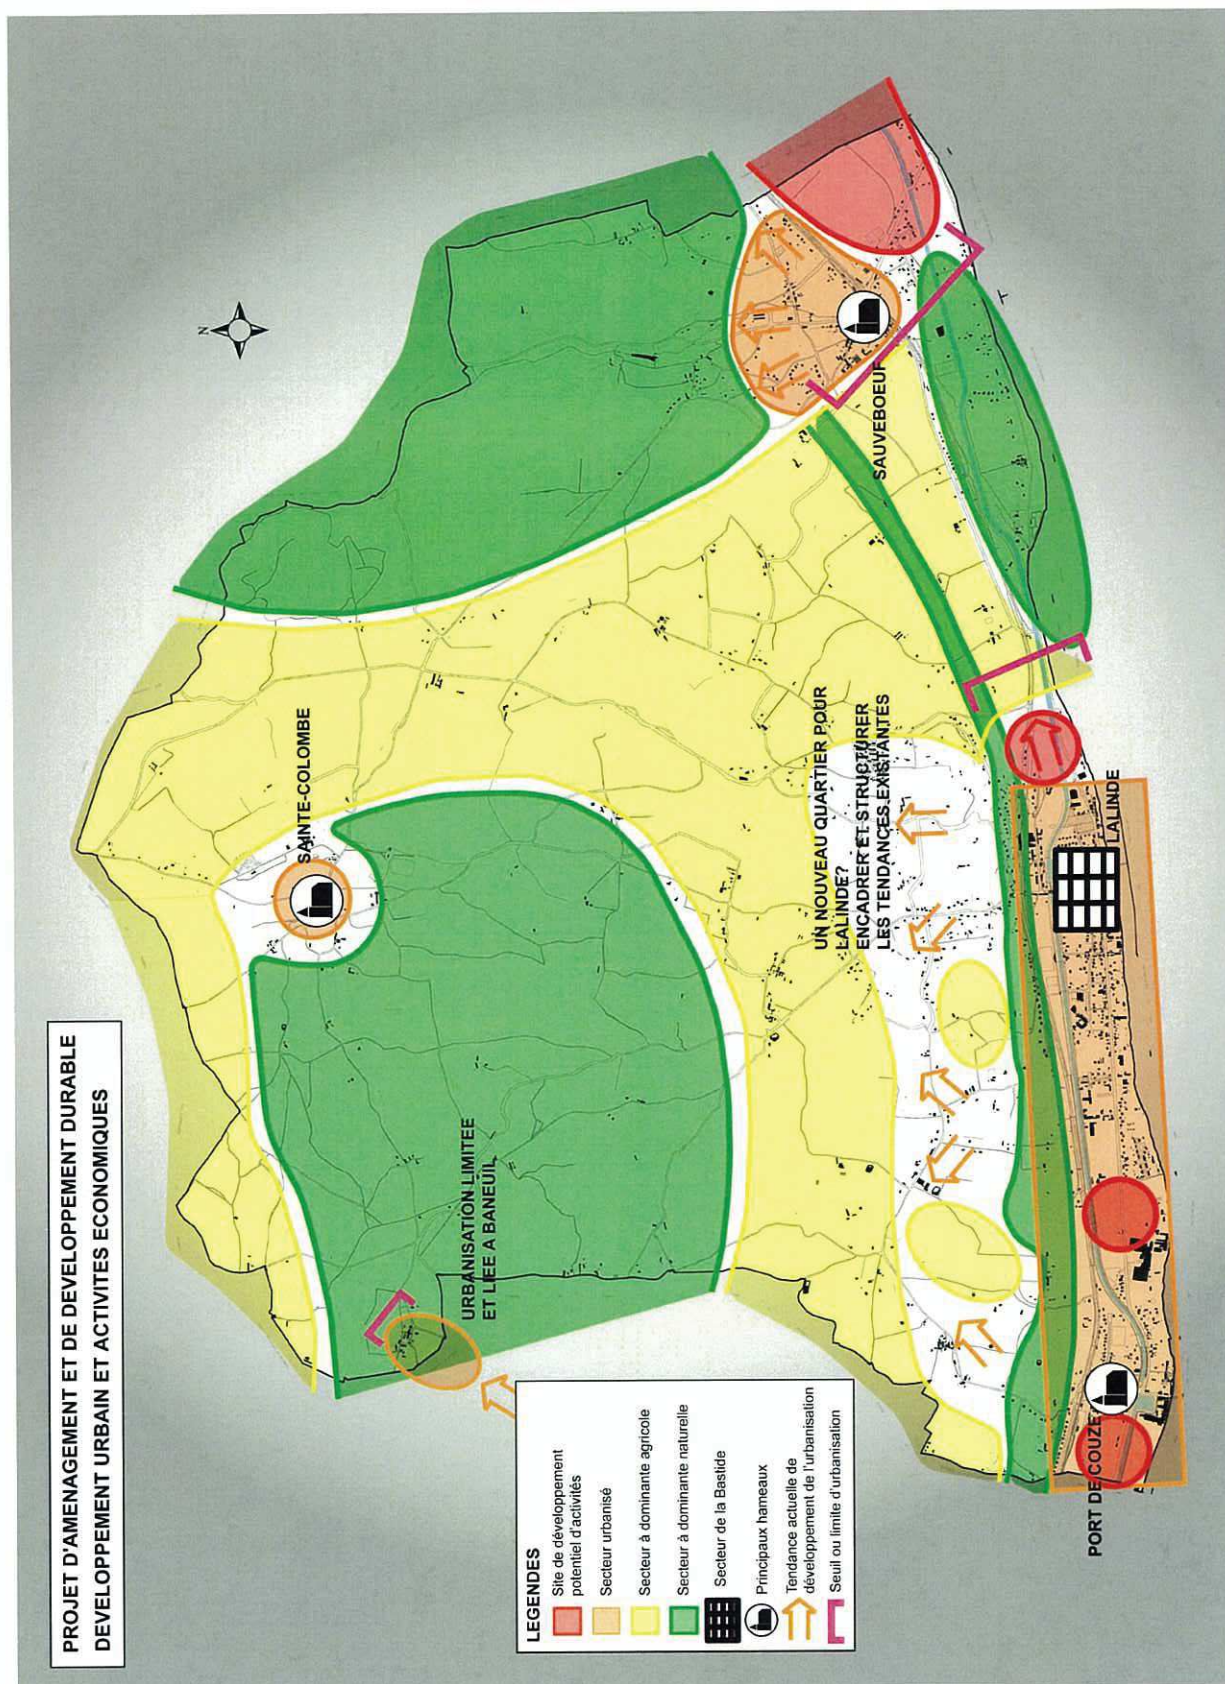 PROJET D'AMENAGEMENT ET DE DEVELOPPEMENT DURABLE
DEVELOPPEMENT URBAIN ET ACTIVITES ECONOMIQUES
N
SAINTE-COLOMBE
URBANISATION LIMITEE
ET LIEE A BANEUIL
UN NOUVEAU QUARTIER POUR
LALINDE?
ENCADRER ET STRUCTURER
LES TENDANCES EXISTANTES
SAUVEBOEUF
LALINDE
PORT DE COUZE
LEGENDES
Site de développement
potentiel d'activités
Secteur urbanisé
Secteur à dominante agricole
Secteur à dominante naturelle
Secteur de la Bastide
Principaux hameaux
Tendance actuelle de
développement de l'urbanisation
Seuil ou limite d'urbanisation